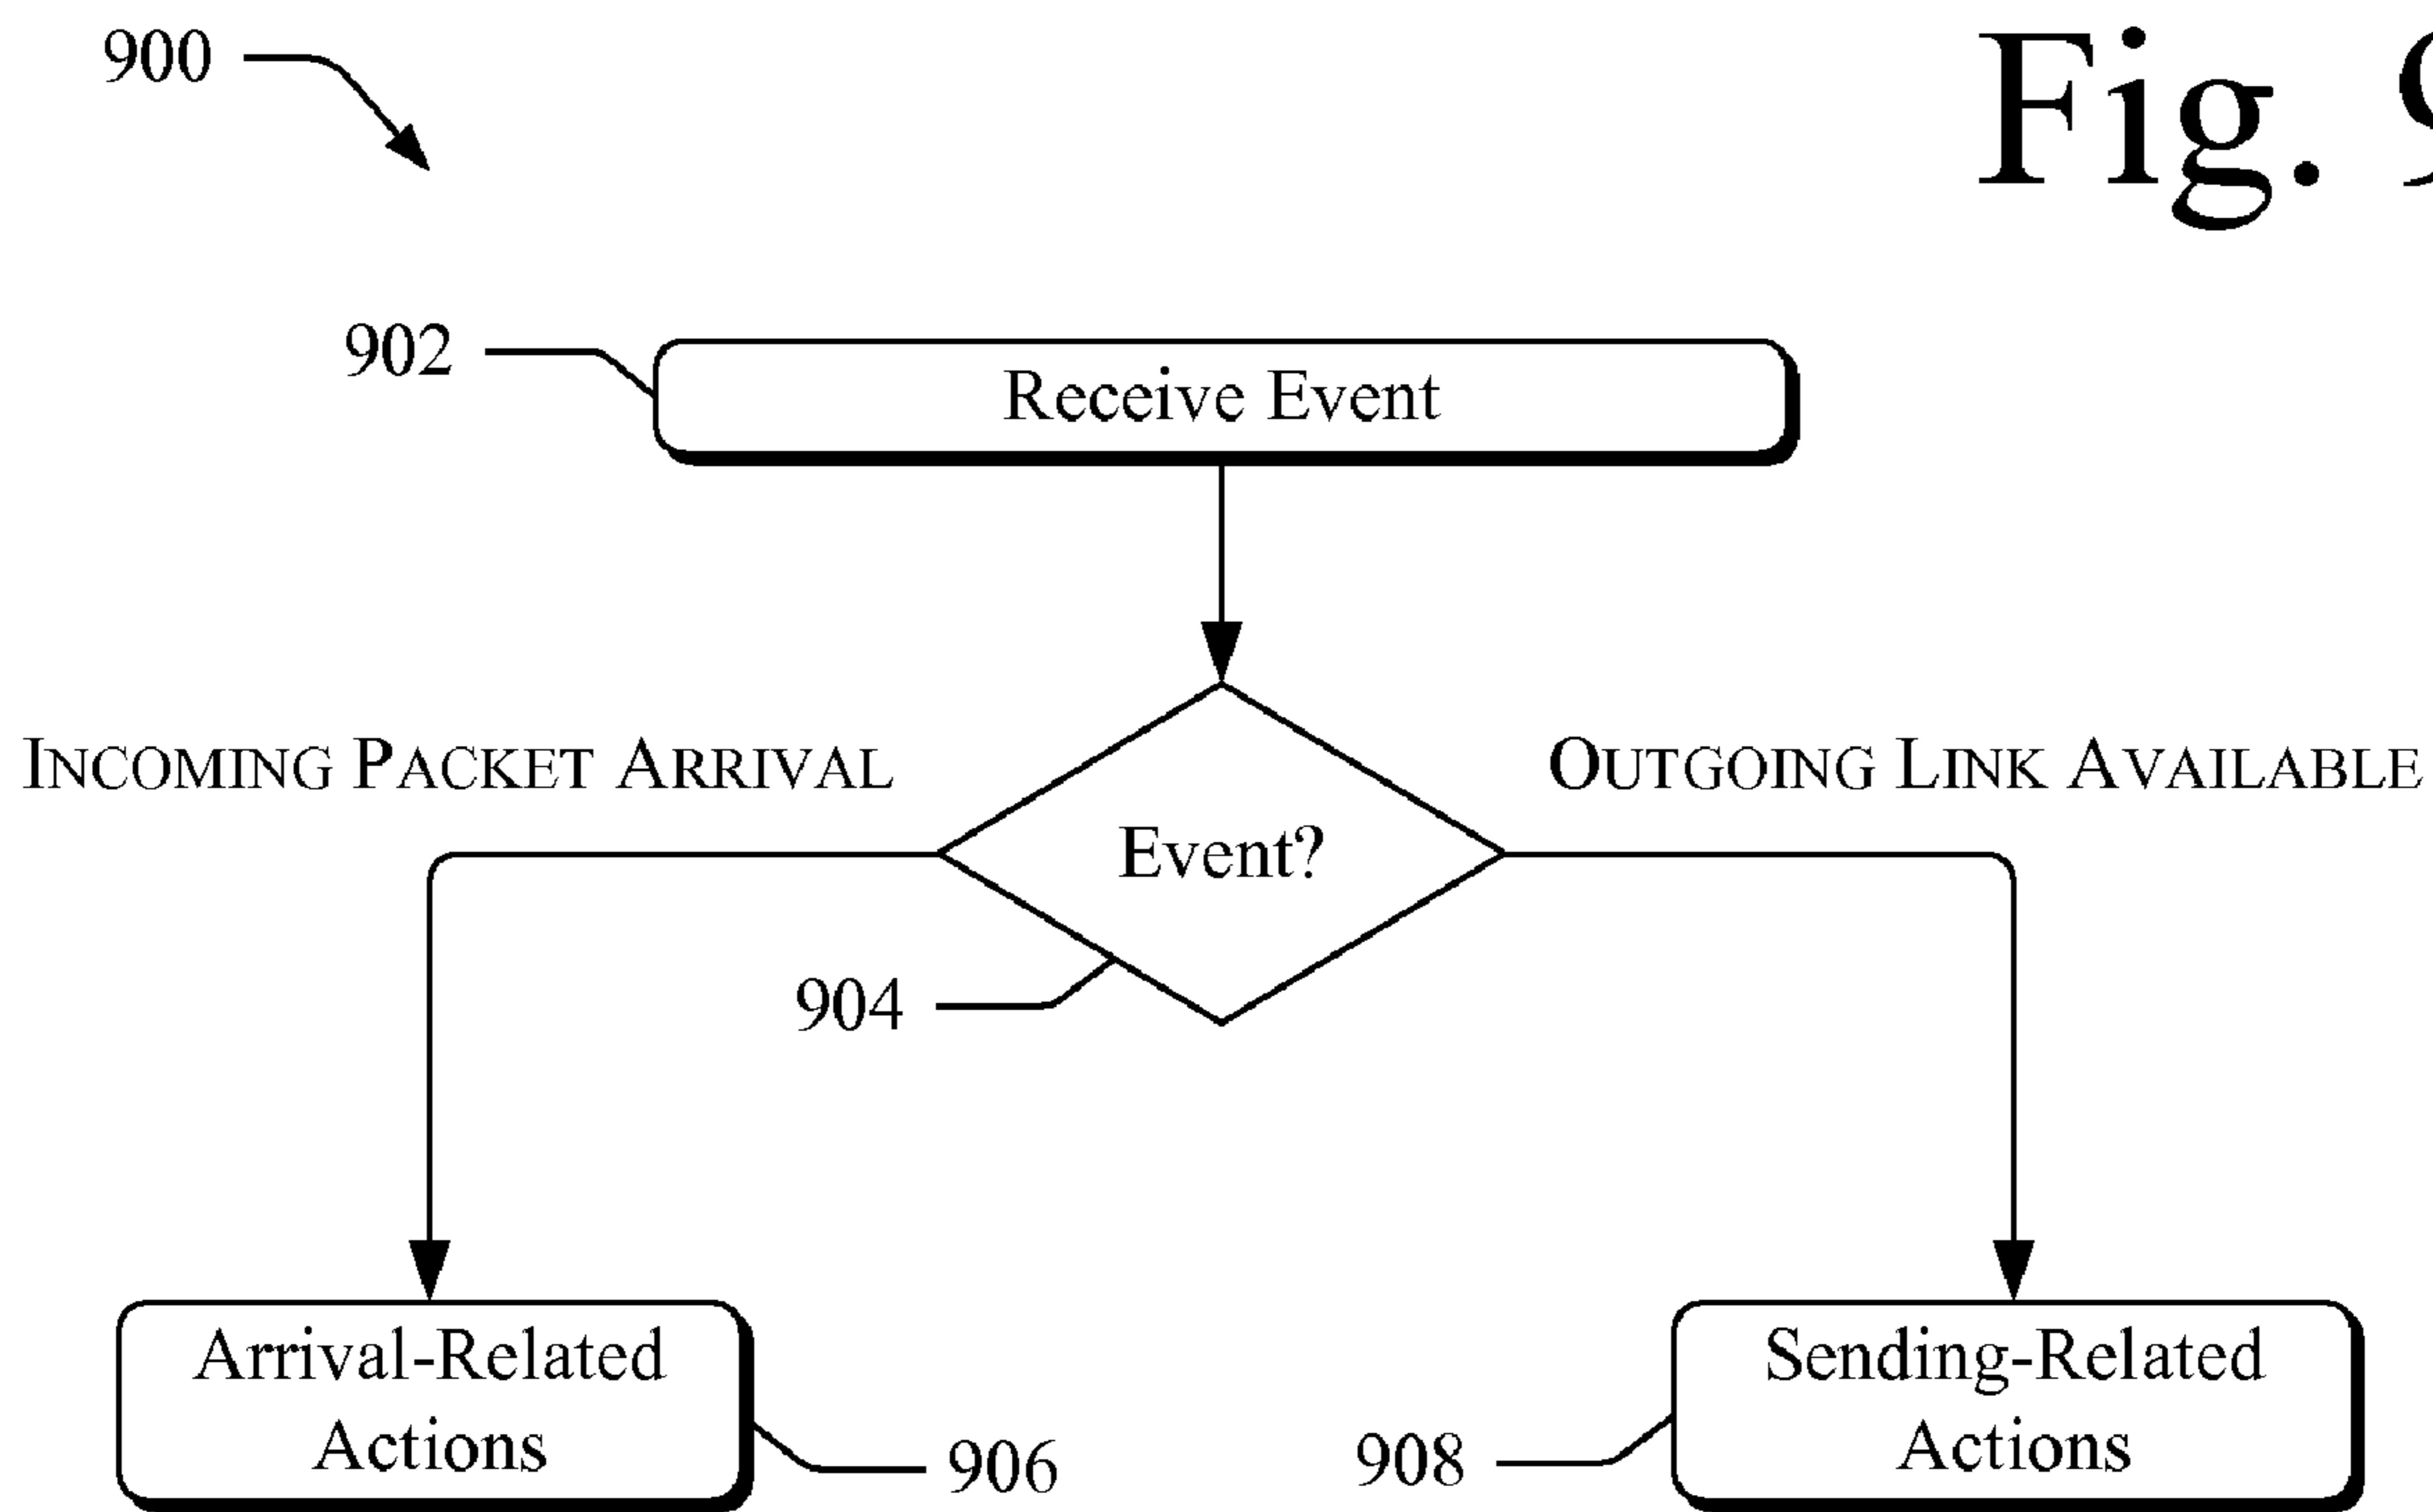 900
Fig. 9
902
Receive Event
INCOMING PACKET ARRIVAL
OUTGOING LINK AVAILABLE
Event?
904
Arrival-Related
Actions
906
Sending-Related
Actions
908